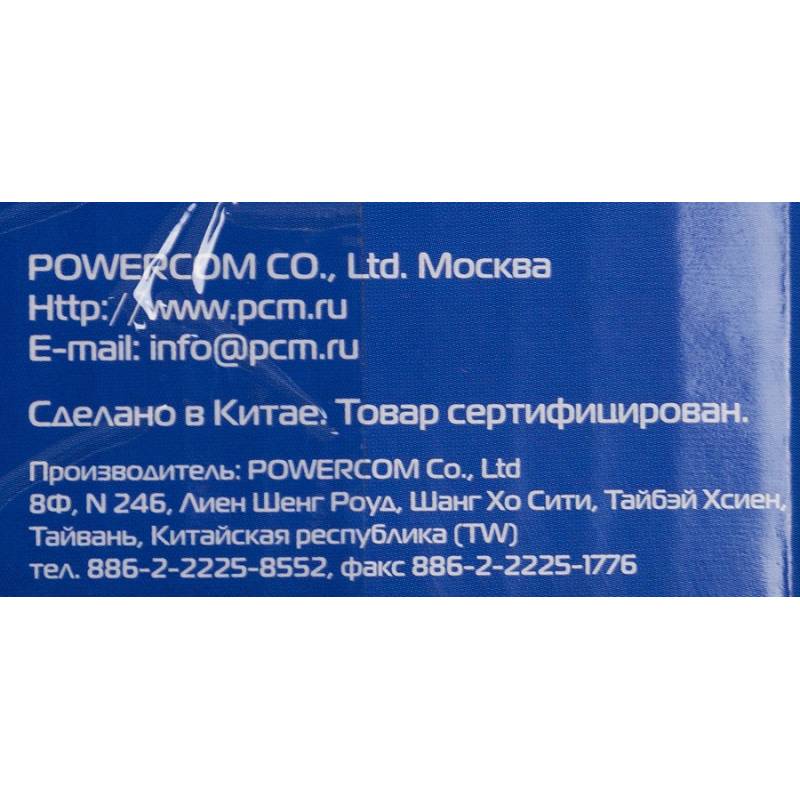 POWERCOM CO., Ltd. Москва
Http://www.pcm.ru
E-mail: info@pcm.ru
Сделано в Китае. Товар сертифицирован.
Производитель: POWERCOM Co., Ltd
8Ф, N 246, Лиен Шенг Роуд, Шанг Хо Сити, Тайбэй Хсиен,
Тайвань, Китайская республика (TW)
тел. 886-2-2225-8552, факс 886-2-2225-1776